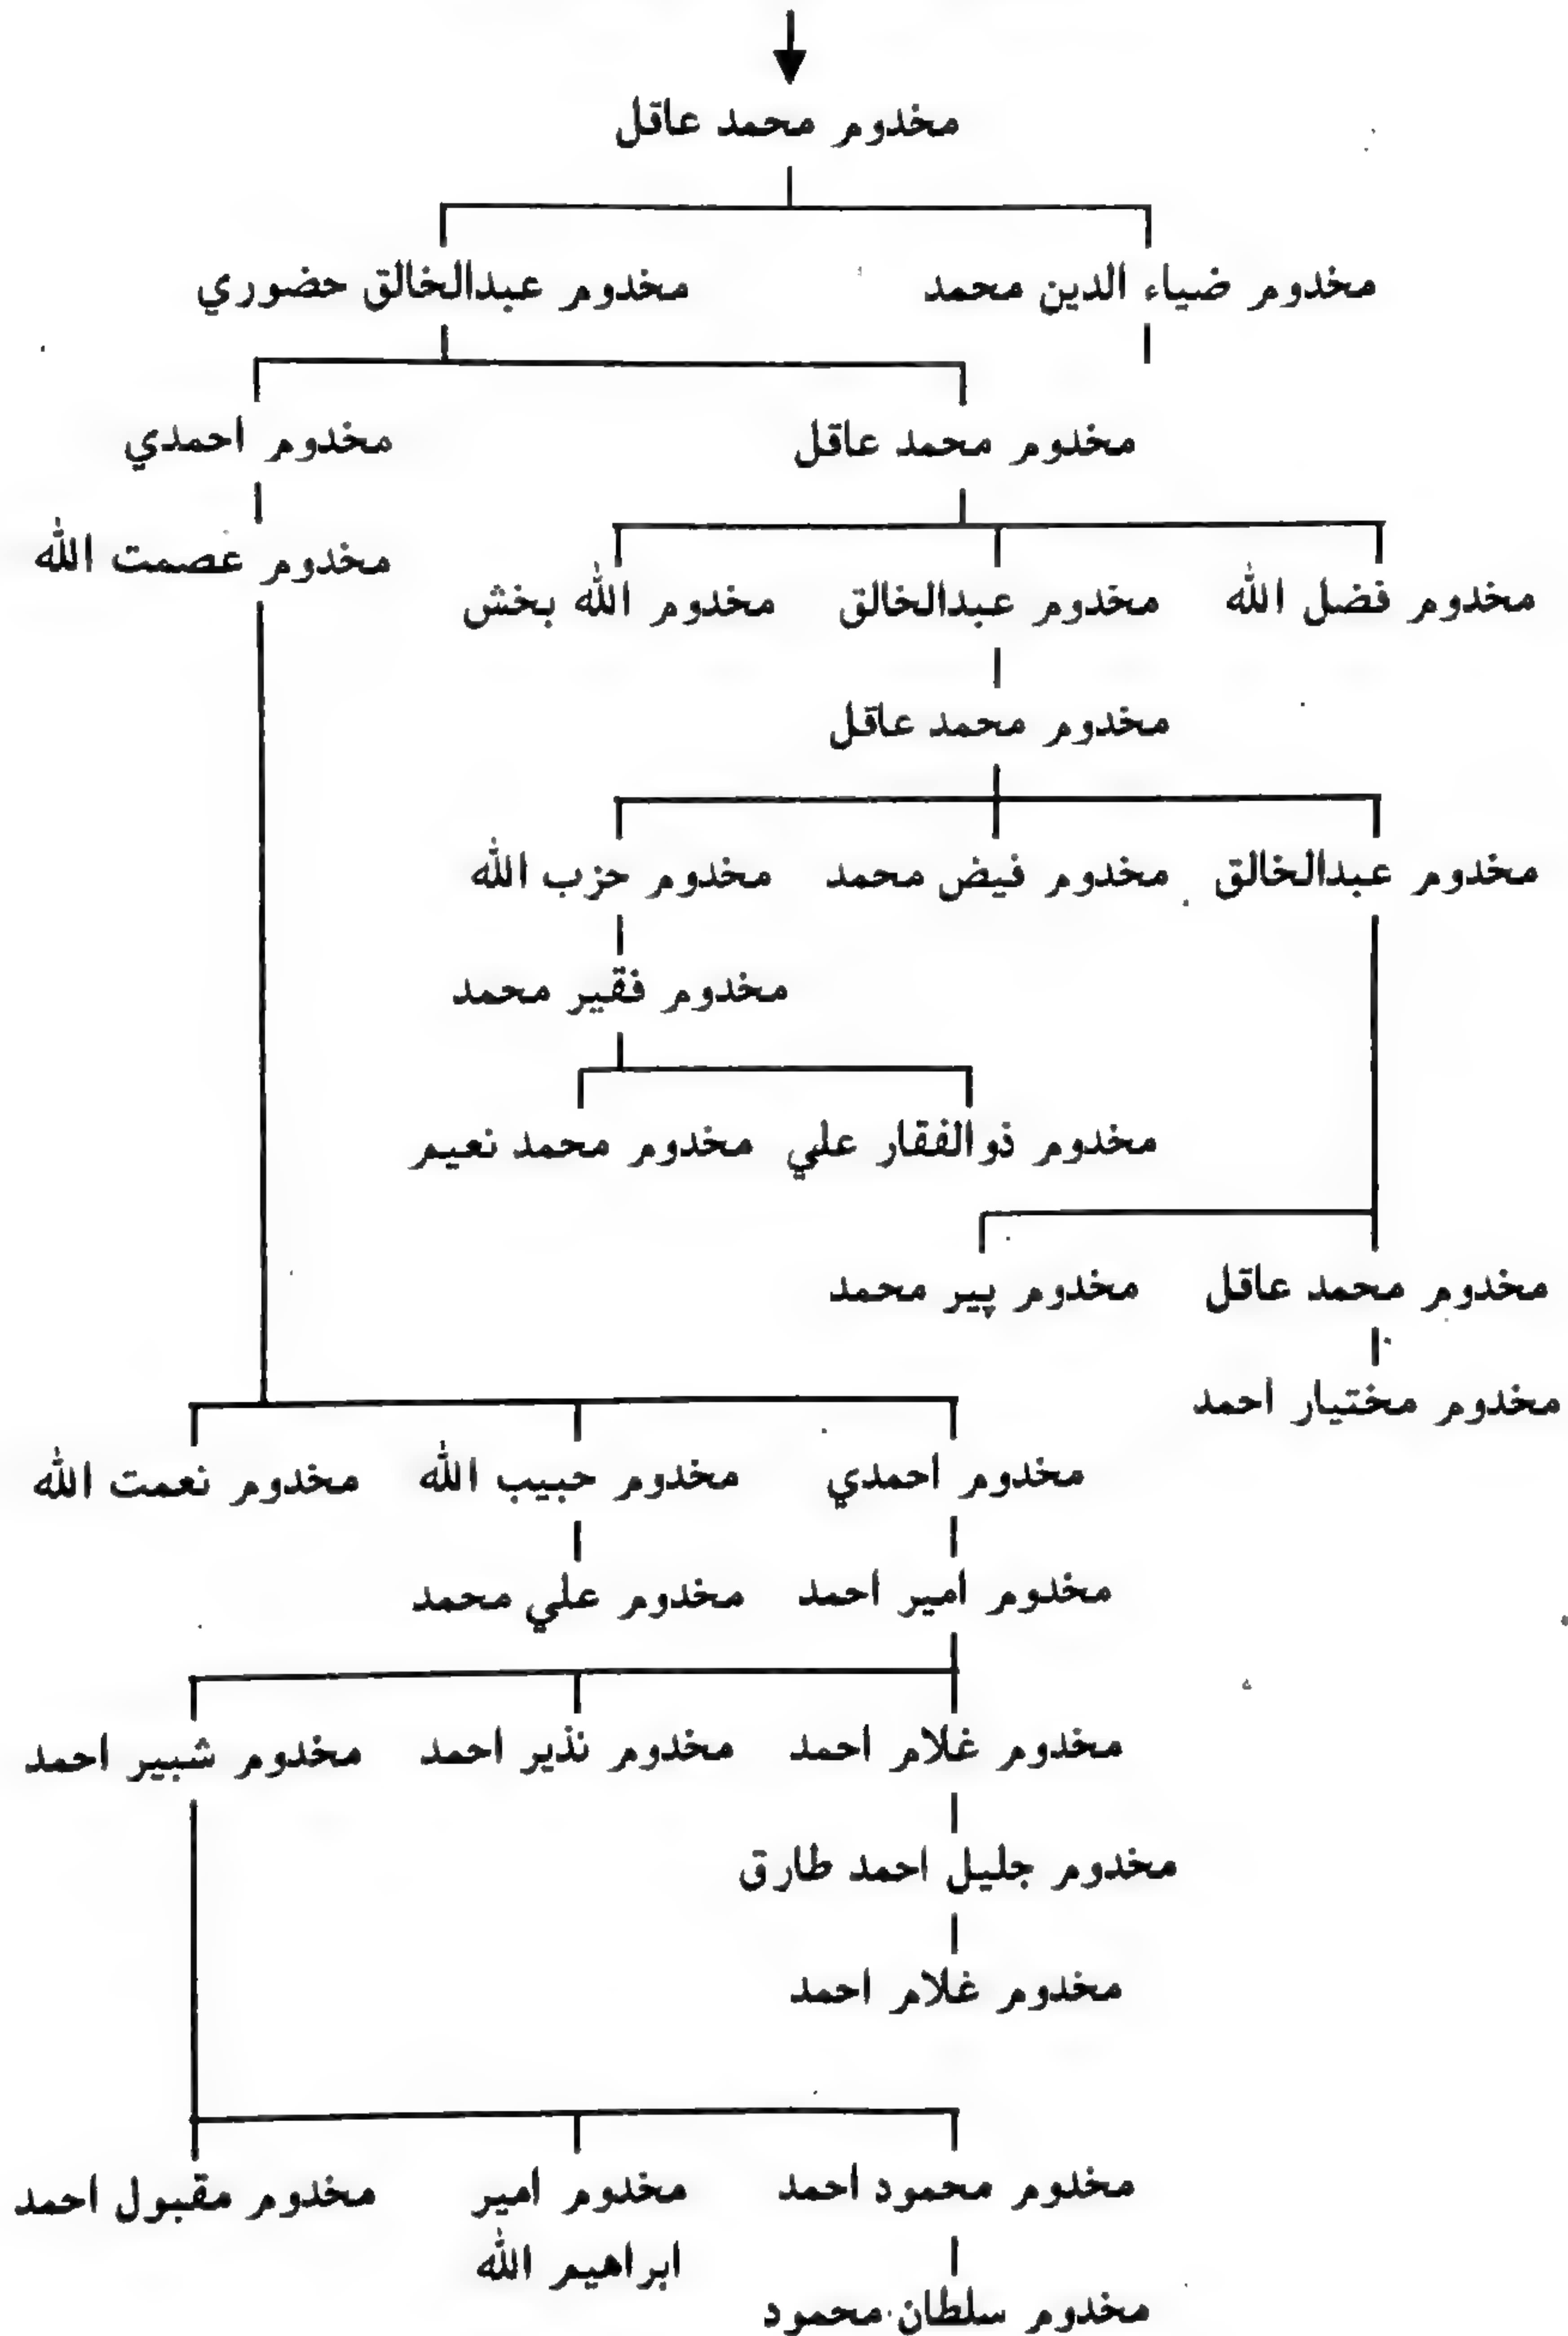 مخدوم محمد عاقل
مخدوم ضياء الدين محمد
مخدوم عبدالخالق حضوري
مخدوم محمد عاقل
مخدوم احمدي
مخدوم عصمت الله
مخدوم فضل الله
مخدوم عبدالخالق
مخدوم الله بخش
مخدوم محمد عاقل
مخدوم عبدالخالق
مخدوم فيض محمد
مخدوم حزب الله
مخدوم فقير محمد
مخدوم ذوالفقار علي
مخدوم محمد نعيم
مخدوم محمد عاقل
مخدوم پير محمد
مخدوم مختيار احمد
مخدوم احمدي
مخدوم حبيب الله
مخدوم نعمت الله
مخدوم امير احمد
مخدوم علي محمد
مخدوم غلام احمد
مخدوم نذير احمد
مخدوم شبير احمد
مخدوم جليل احمد طارق
مخدوم غلام احمد
مخدوم محمود احمد
مخدوم امير
ابراهيم الله
مخدوم مقبول احمد
مخدوم سلطان محمود